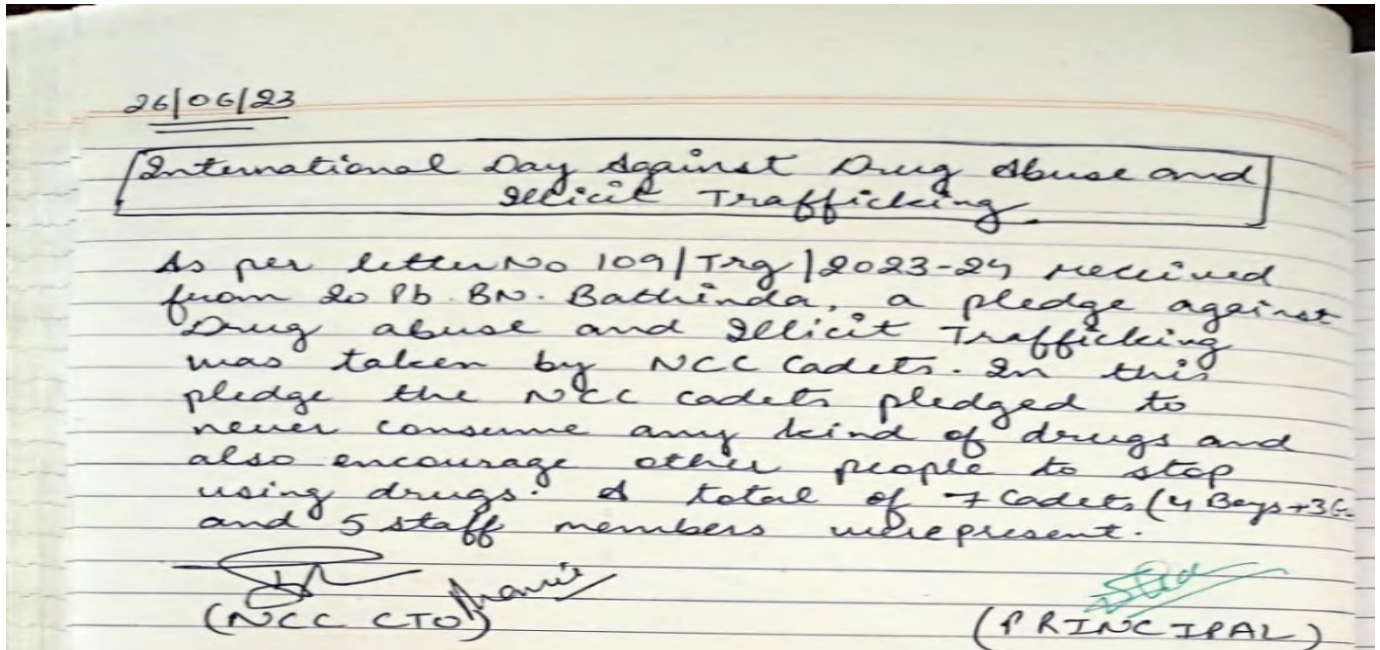 26/06/23
International Day Against Drug Abuse and
Illicit Trafficking.
As per letter No 109/Trg/2023-24 received
from 20 Pb. BN. Bathinda, a pledge against
Drug abuse and Illicit Trafficking
was taken by NCC Cadets. In this
pledge the NCC cadets pledged to
never consume any kind of drugs and
also encourage other people to stop
using drugs. A total of 7 Cadets (4 Boys+3G
and 5 staff members were present.
(NCC CTO)
(PRINCIPAL)